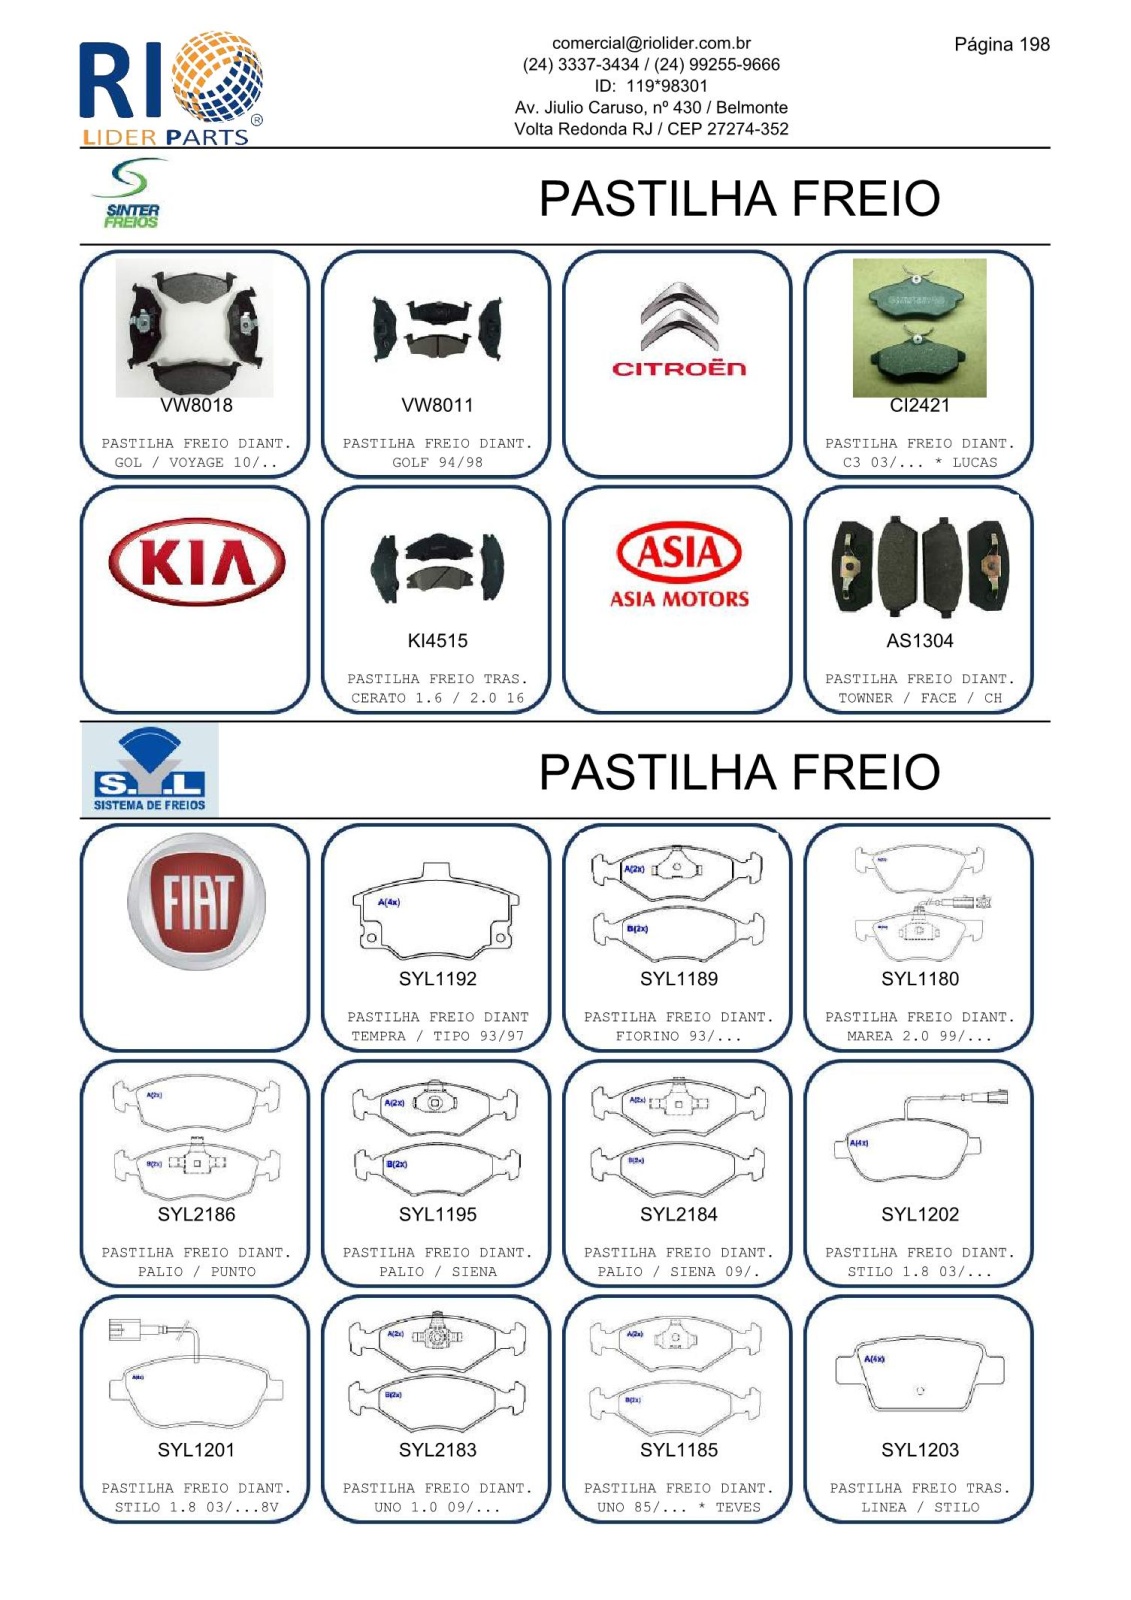 RIO
LIDER PARTS
®
comercial@riolider.com.br
(24) 3337-3434 / (24) 99255-9666
ID: 119*98301
Av. Jiulio Caruso, nº 430 / Belmonte
Volta Redonda RJ / CEP 27274-352
Página 198
SINTER
FREIOS
PASTILHA FREIO
VW8018
PASTILHA FREIO DIANT.
GOL / VOYAGE 10/..
VW8011
PASTILHA FREIO DIANT.
GOLF 94/98
CITROËN
CI2421
PASTILHA FREIO DIANT.
C3 03/... * LUCAS
KIA
KI4515
PASTILHA FREIO TRAS.
CERATO 1.6 / 2.0 16
ASIA
ASIA MOTORS
AS1304
PASTILHA FREIO DIANT.
TOWNER / FACE / CH
S.Y.L
SISTEMA DE FREIOS
PASTILHA FREIO
FIAT
A(4x)
SYL1192
PASTILHA FREIO DIANT
TEMPRA / TIPO 93/97
A(2x)
B(2x)
SYL1189
PASTILHA FREIO DIANT.
FIORINO 93/...
SYL1180
PASTILHA FREIO DIANT.
MAREA 2.0 99/...
A(2x)
B(2x)
SYL2186
PASTILHA FREIO DIANT.
PALIO / PUNTO
A(2x)
B(2x)
SYL1195
PASTILHA FREIO DIANT.
PALIO / SIENA
A(2x)
B(2x)
SYL2184
PASTILHA FREIO DIANT.
PALIO / SIENA 09/.
A(4x)
SYL1202
PASTILHA FREIO DIANT.
STILO 1.8 03/...
A(4x)
SYL1201
PASTILHA FREIO DIANT.
STILO 1.8 03/...8V
A(2x)
B(2x)
SYL2183
PASTILHA FREIO DIANT.
UNO 1.0 09/...
A(2x)
B(2x)
SYL1185
PASTILHA FREIO DIANT.
UNO 85/... * TEVES
A(4x)
SYL1203
PASTILHA FREIO TRAS.
LINEA / STILO